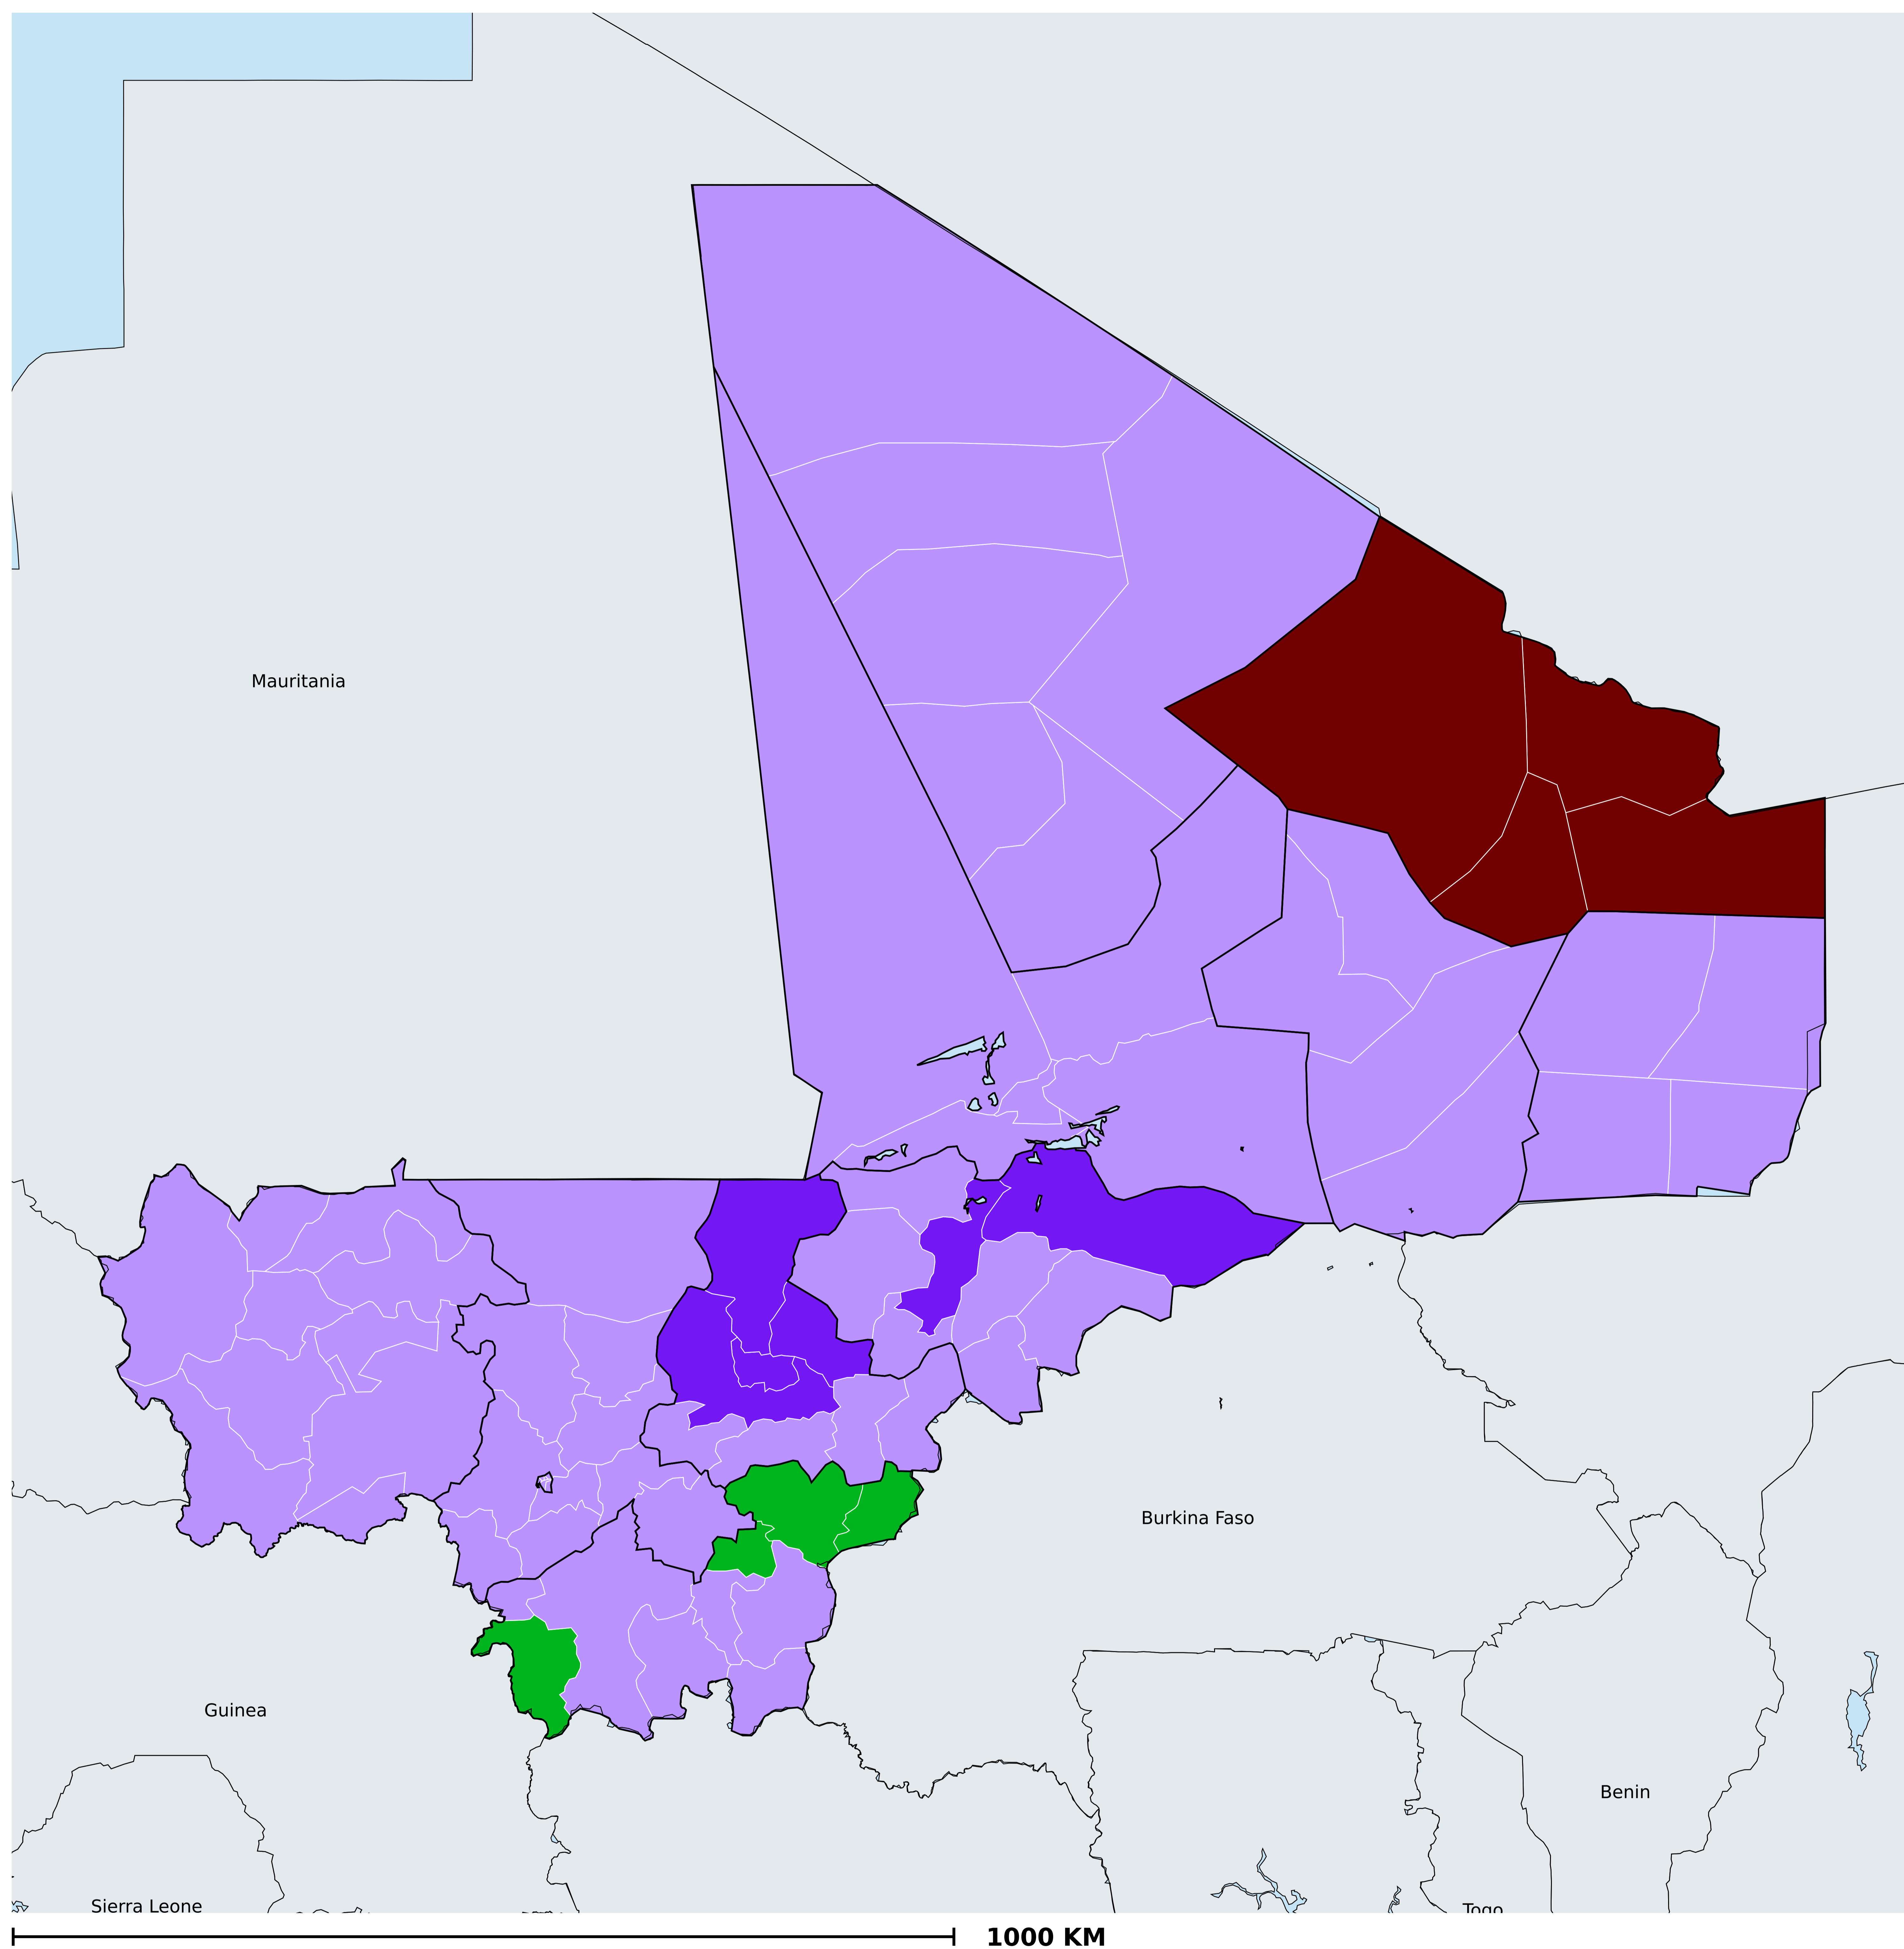 Mauritania
Burkina Faso
Guinea
Benin
Sierra Leone
Togo
1000 KM